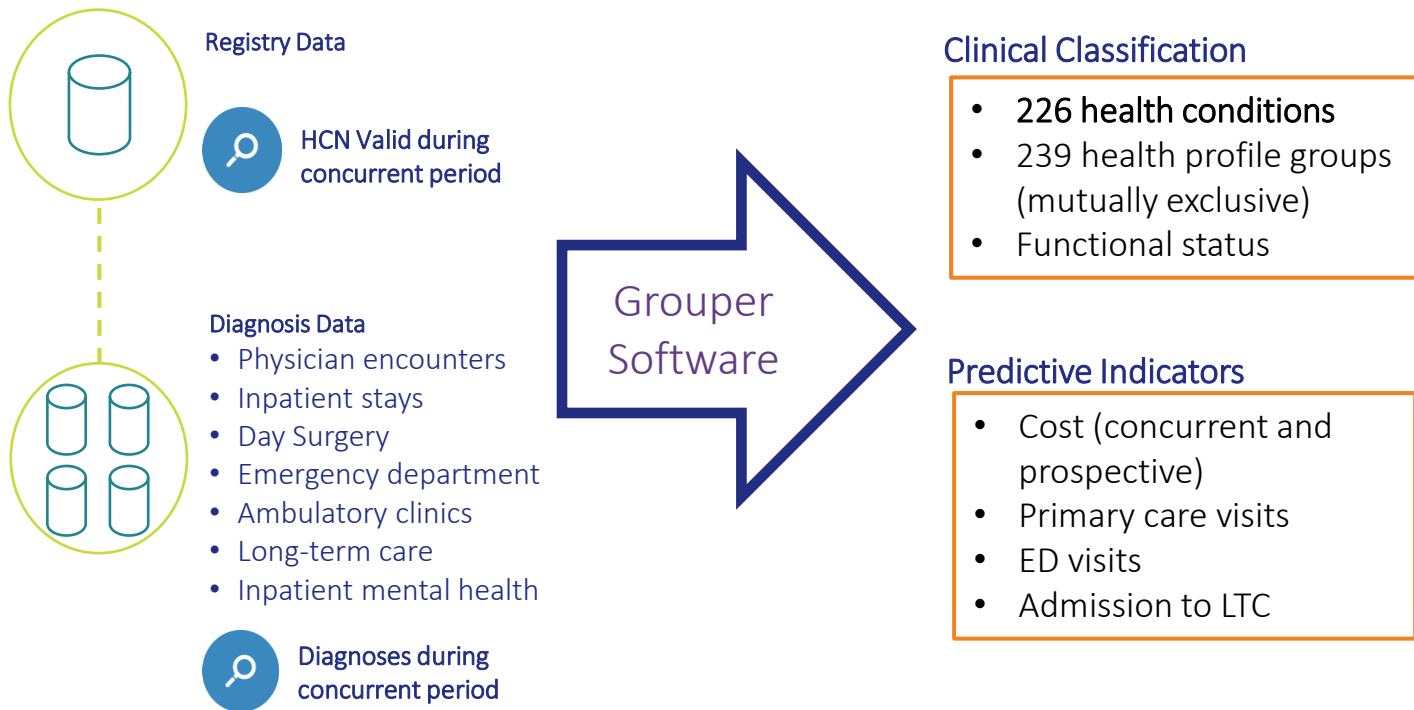 Registry Data
HCN Valid during
concurrent period
Diagnosis Data
• Physician encounters
• Inpatient stays
• Day Surgery
• Emergency department
• Ambulatory clinics
• Long-term care
• Inpatient mental health
Diagnoses during
concurrent period
Grouper
Software
Clinical Classification
• 226 health conditions
• 239 health profile groups
(mutually exclusive)
• Functional status
Predictive Indicators
• Cost (concurrent and
prospective)
• Primary care visits
• ED visits
• Admission to LTC